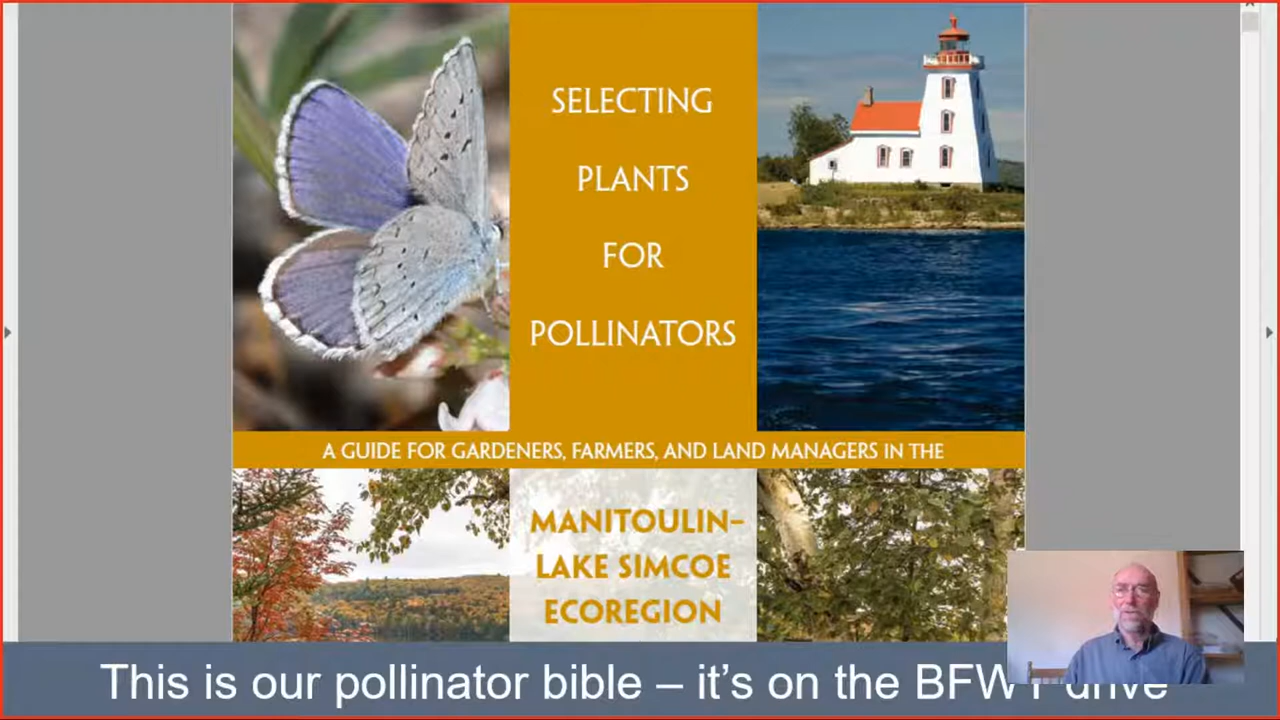 SELECTING
PLANTS
FOR
POLLINATORS
A GUIDE FOR GARDENERS, FARMERS, AND LAND MANAGERS IN THE
MANITOULIN-
LAKE SIMCOE
ECOREGION
This is our pollinator bible – it's on the drive